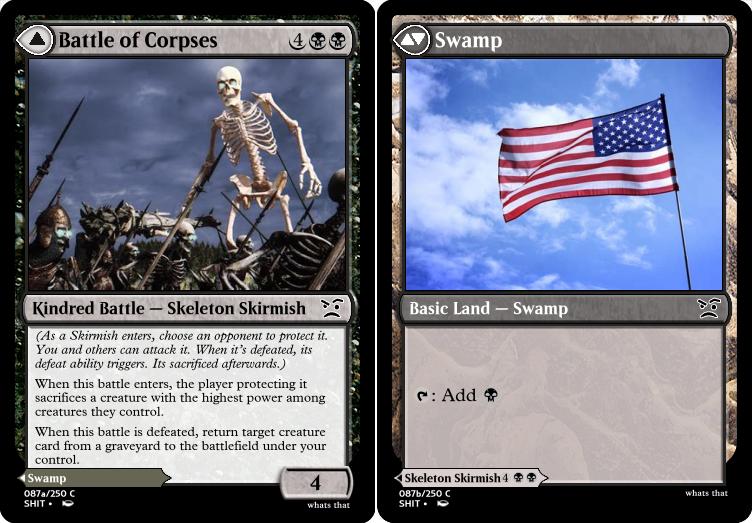 Battle of Corpses 4
Kindred Battle — Skeleton Skirmish
(As a Skirmish enters, choose an opponent to protect it.
You and others can attack it. When it's defeated, its
defeat ability triggers. Its sacrificed afterwards.)
When this battle enters, the player protecting it
sacrifices a creature with the highest power among
creatures they control.
When this battle is defeated, return target creature
card from a graveyard to the battlefield under your
control.
Swamp
4
087a/250 C
SHIT •
whats that
Swamp
Basic Land — Swamp
: Add
Skeleton Skirmish 4
087b/250 C
SHIT •
whats that